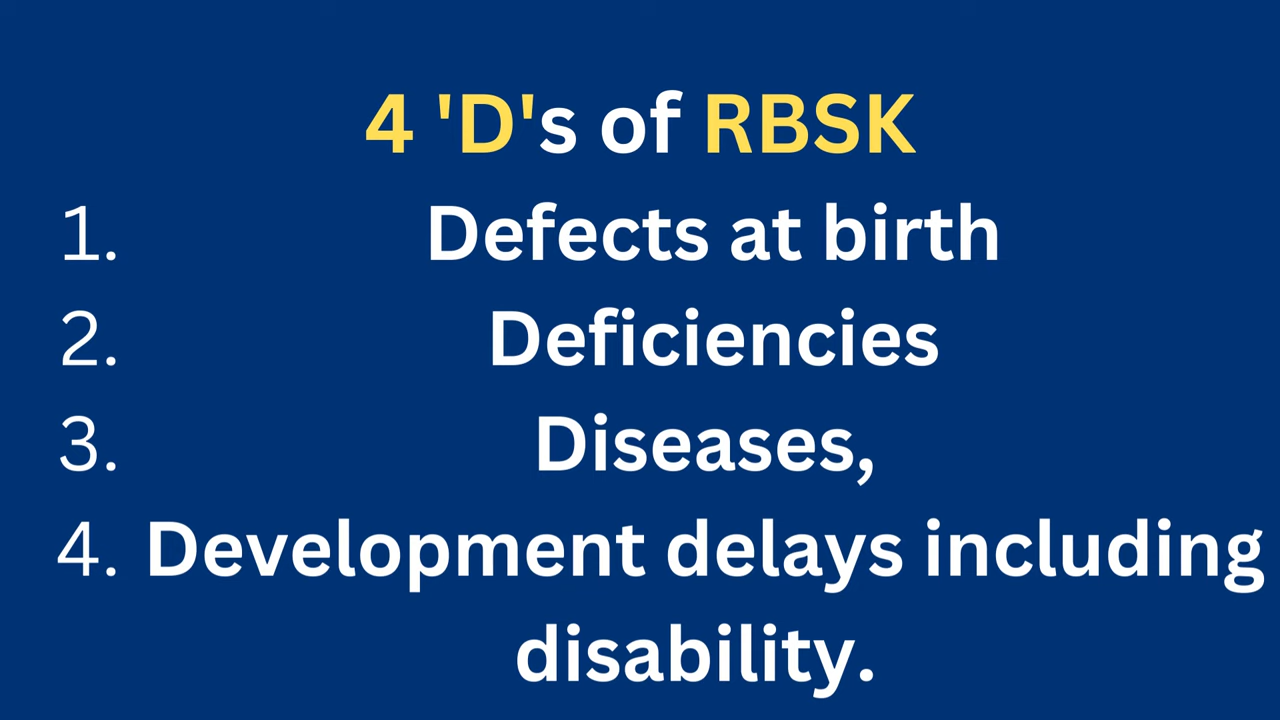 4 'D's of RBSK
1. Defects at birth
2. Deficiencies
3. Diseases,
4. Development delays including
disability.